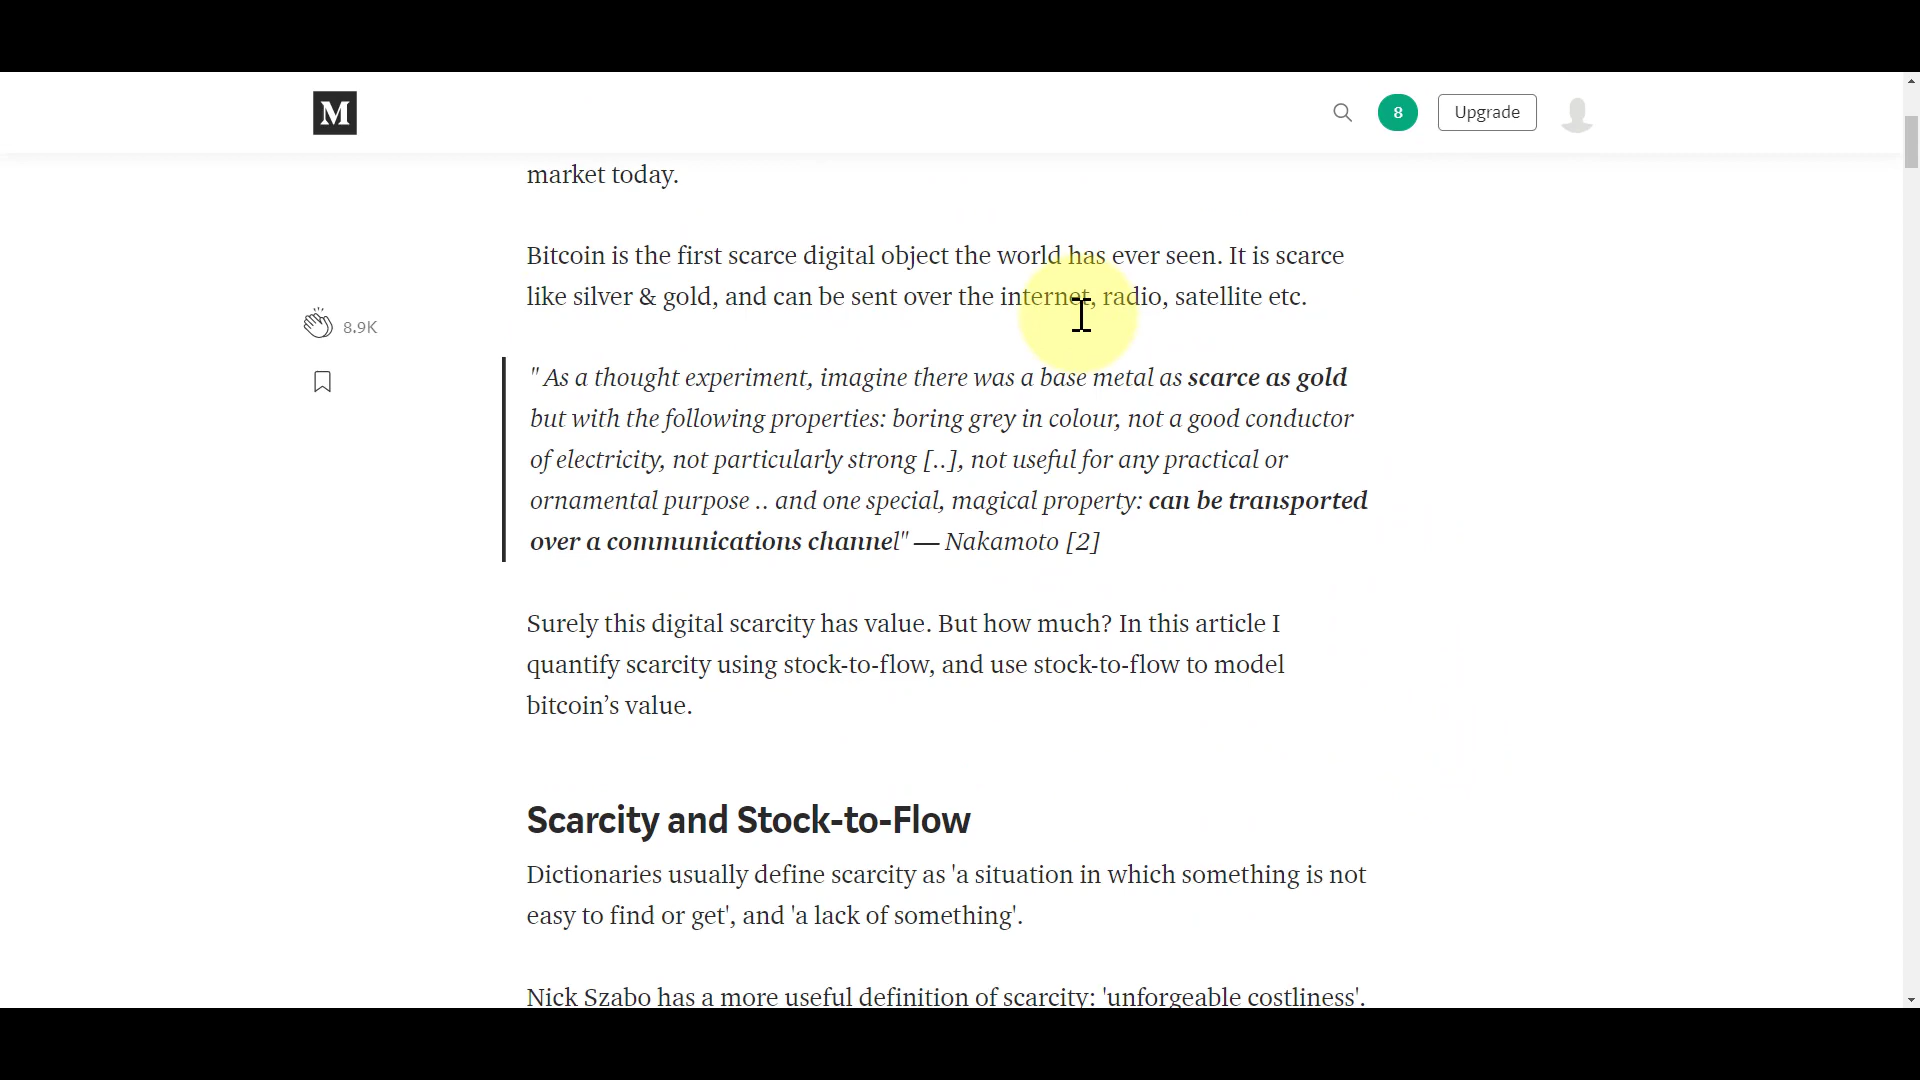 M
8
Upgrade
market today.
Bitcoin is the first scarce digital object the world has ever seen. It is scarce
like silver & gold, and can be sent over the internet, radio, satellite etc.
8.9K
" As a thought experiment, imagine there was a base metal as scarce as gold
but with the following properties: boring grey in colour, not a good conductor
of electricity, not particularly strong [..], not useful for any practical or
ornamental purpose .. and one special, magical property: can be transported
over a communications channel" — Nakamoto [2]
Surely this digital scarcity has value. But how much? In this article I
quantify scarcity using stock-to-flow, and use stock-to-flow to model
bitcoin’s value.
Scarcity and Stock-to-Flow
Dictionaries usually define scarcity as 'a situation in which something is not
easy to find or get', and 'a lack of something'.
Nick Szabo has a more useful definition of scarcity: 'unforgeable costliness'.